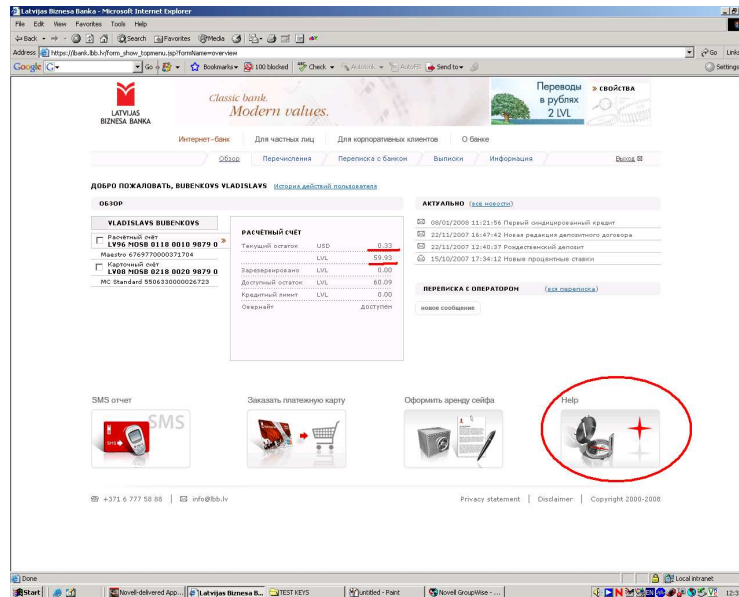 Latvijas Biznesa Banka - Microsoft Internet Explorer
File Edit View Favorites Tools Help
Back Search Favorites Media
Address https://ibank.lbb.lv/form_show_topmenu.jsp?formName=overview Go Links
Google G Go Bookmarks 100 blocked Check AutoLink AutoFill Send to Settings
LATVIJAS
BIZNESA BANKA
Classic bank.
Modern values.
Переводы
в рублях
2 LVL
» СВОЙСТВА
Интернет-банк Для частных лиц Для корпоративных клиентов О банке
Обзор Перечисления Переписка с банком Выписки Информация Выход
ДОБРО ПОЖАЛОВАТЬ, BUBENKOVS VLADISLAVS История действий пользователя
ОБЗОР
VLADISLAVS BUBENKOVS
Расчётный счёт
LV96 MOSB 0118 0010 9879 0 »
Maestro 6769770000371704
Карточный счёт
LV08 MOSB 0218 0020 9879 0
MC Standard 5506330000026723
РАСЧЁТНЫЙ СЧЁТ
Текущий остаток USD 0.33
LVL 59.93
Зарезервировано LVL 0.00
Доступный остаток LVL 60.09
Кредитный лимит LVL 0.00
Овернайт доступен
АКТУАЛЬНО (все новости)
08/01/2008 11:21:56 Первый синдицированный кредит
22/11/2007 16:47:42 Новая редакция депозитного договора
22/11/2007 12:40:37 Рождественский депозит
15/10/2007 17:34:12 Новые процентные ставки
ПЕРЕПИСКА С ОПЕРАТОРОМ (вся переписка)
новое сообщение
SMS отчет Заказать платежную карту Оформить аренду сейфа Help
SMS
SMS
+371 6 777 58 88 | info@lbb.lv Privacy statement | Disclaimer | Copyright 2000-2008
Done Local intranet
Start Novell-delivered App... Latvijas Biznesa B... TEST KEYS untitled - Paint Novell GroupWise - ... EN 12:3